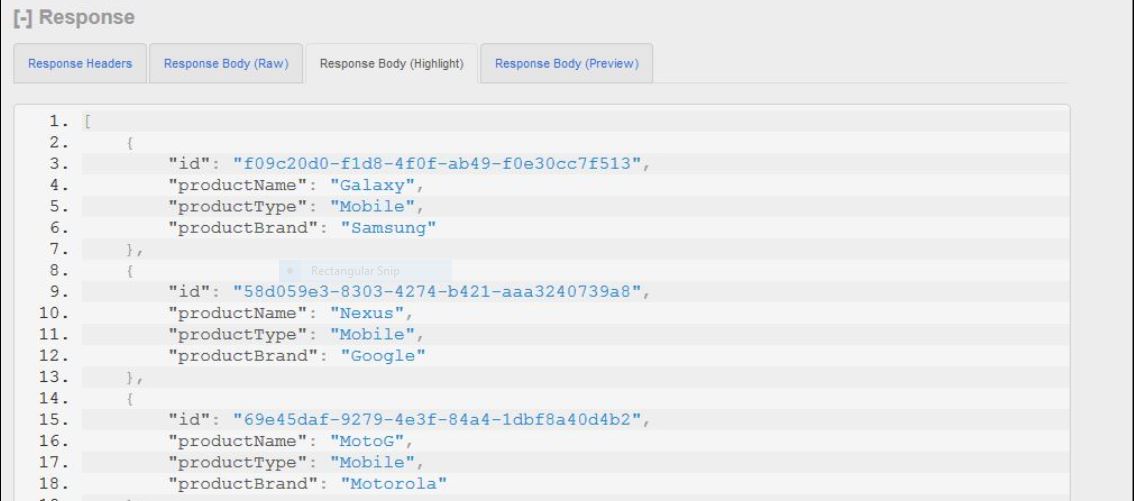 [-] Response
Response Headers Response Body (Raw) Response Body (Highlight) Response Body (Preview)
1. [
2. {
3. "id": "f09c20d0-f1d8-4f0f-ab49-f0e30cc7f513",
4. "productName": "Galaxy",
5. "productType": "Mobile",
6. "productBrand": "Samsung"
7. },
Rectangular Snip
8. {
9. "id": "58d059e3-8303-4274-b421-aaa3240739a8",
10. "productName": "Nexus",
11. "productType": "Mobile",
12. "productBrand": "Google"
13. },
14. {
15. "id": "69e45daf-9279-4e3f-84a4-1dbf8a40d4b2",
16. "productName": "MotoG",
17. "productType": "Mobile",
18. "productBrand": "Motorola"